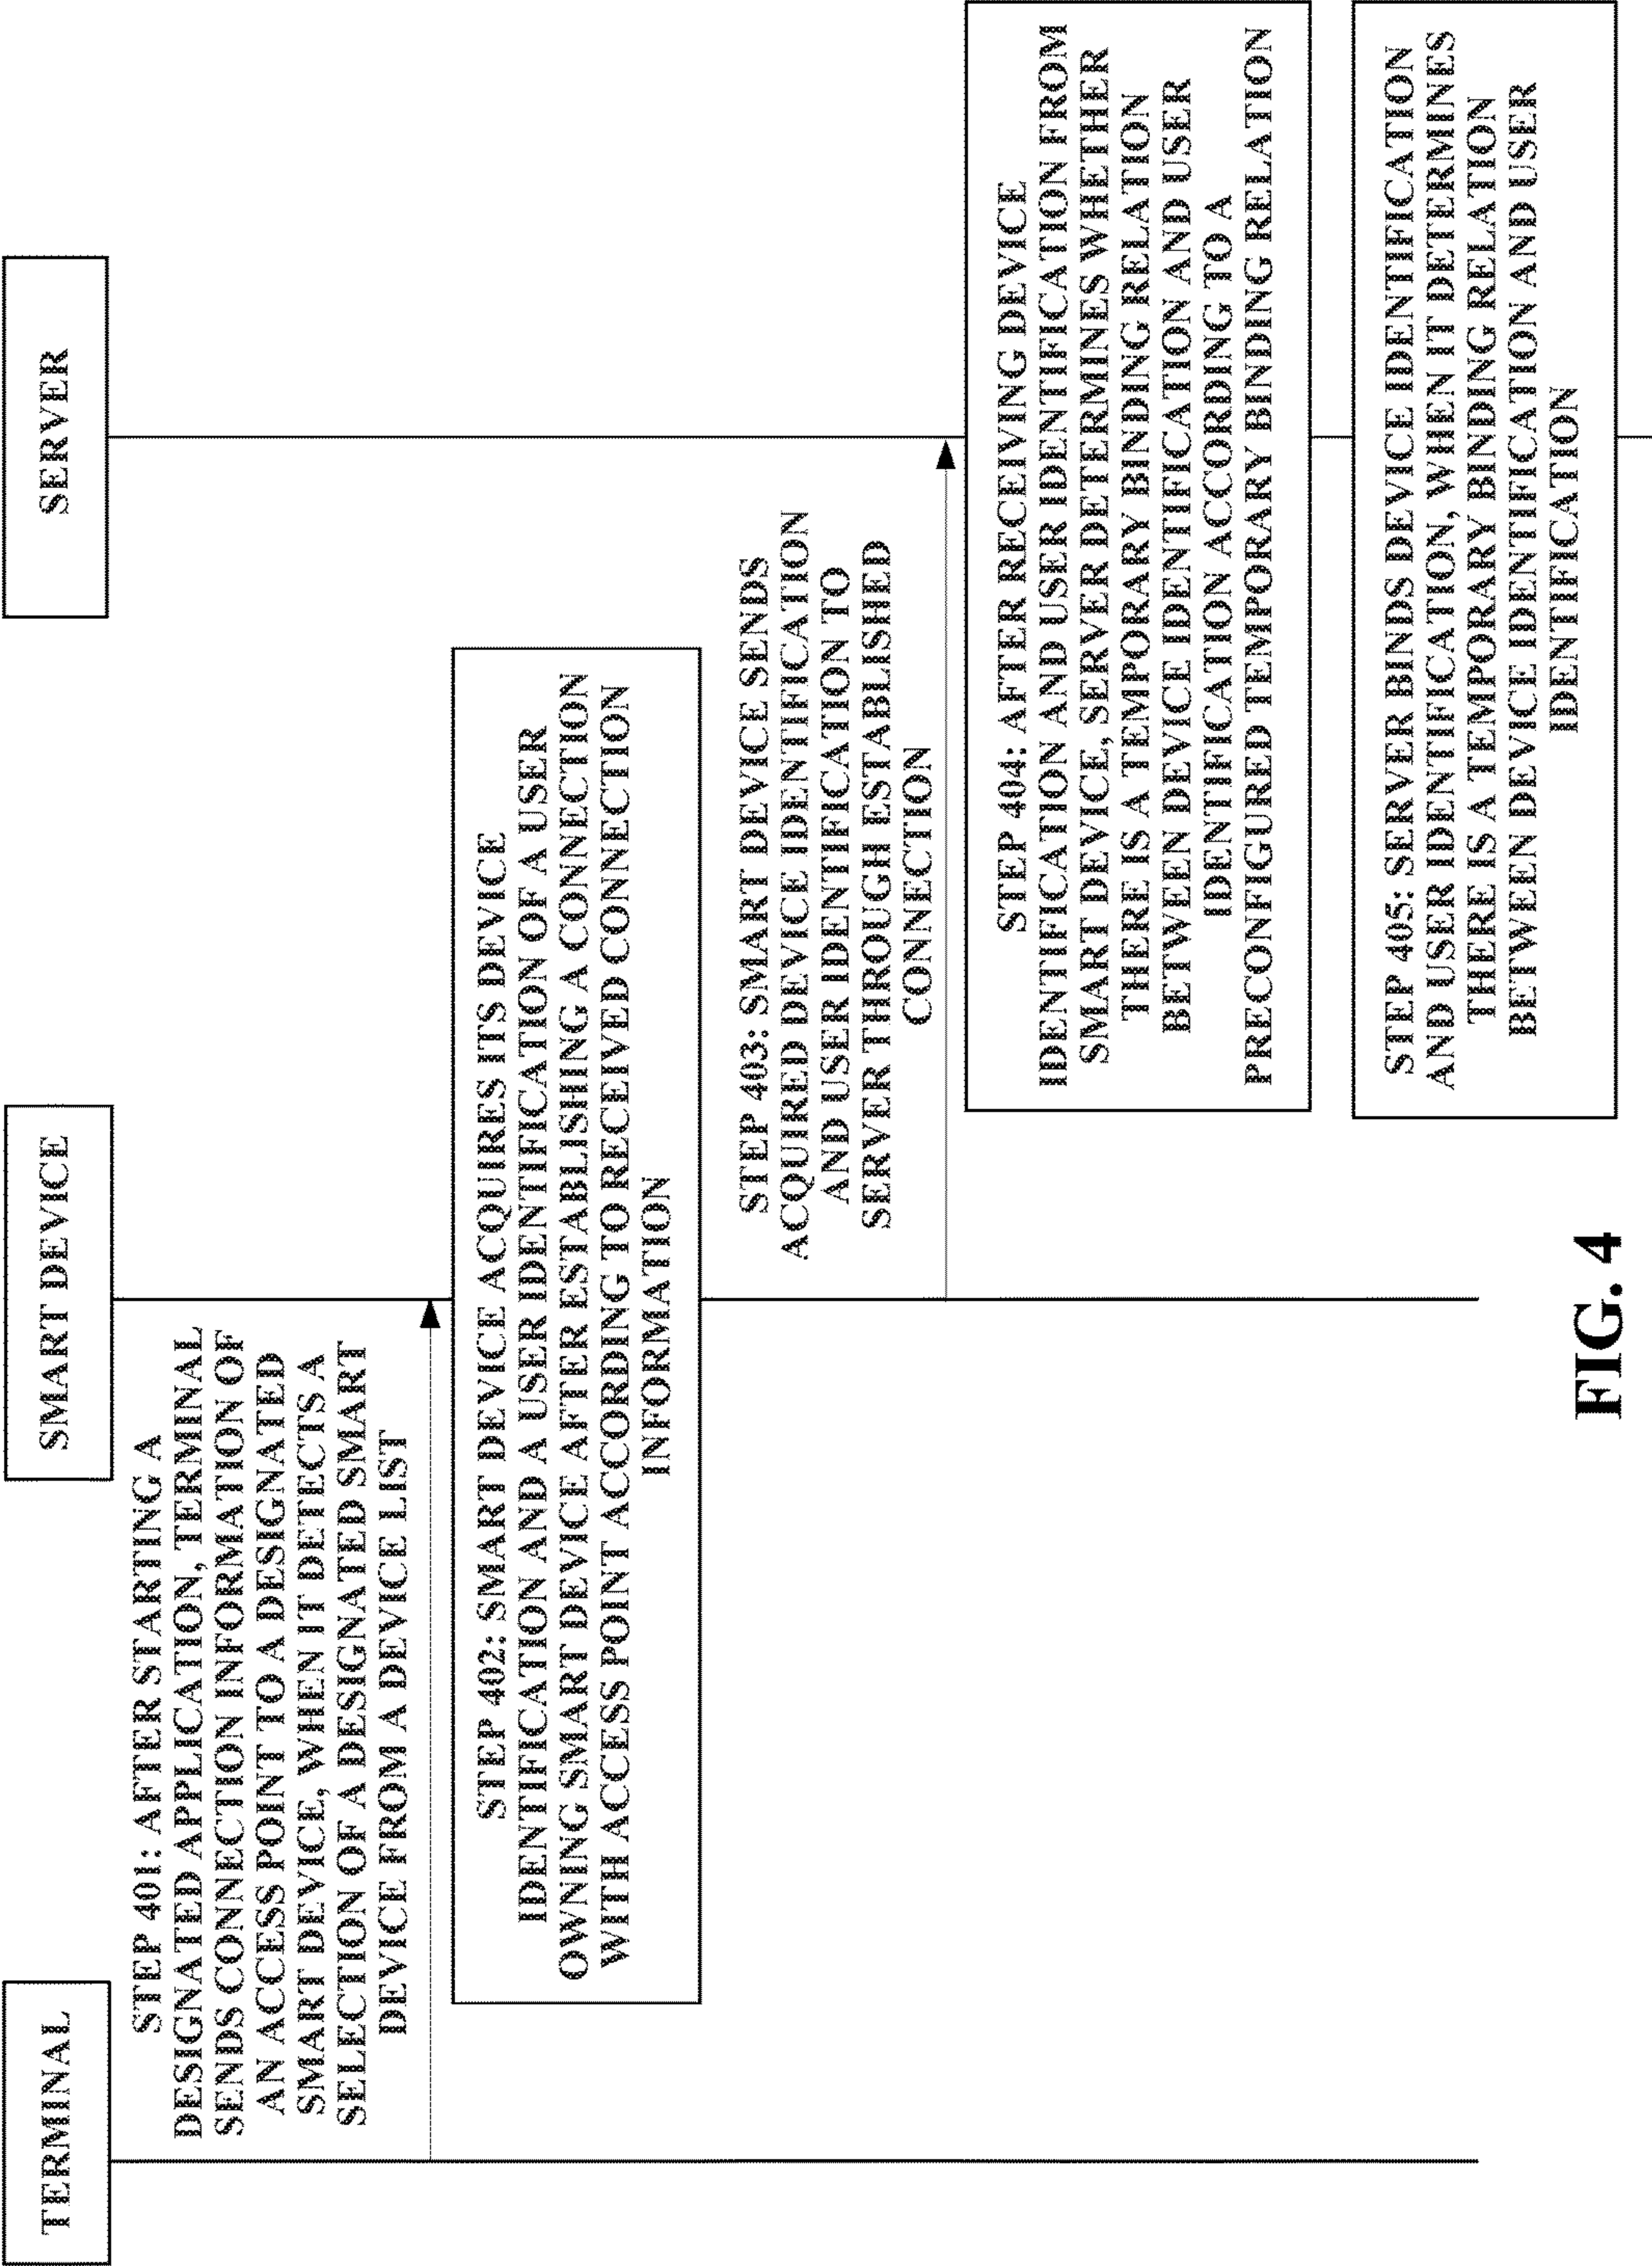 TERMINAL
SMART DEVICE
SERVER
STEP 401: AFTER STARTING A
DESIGNATED APPLICATION, TERMINAL
SENDS CONNECTION INFORMATION OF
AN ACCESS POINT TO A DESIGNATED
SMART DEVICE, WHEN IT DETECTS A
SELECTION OF A DESIGNATED SMART
DEVICE FROM A DEVICE LIST
STEP 402: SMART DEVICE ACQUIRES ITS DEVICE
IDENTIFICATION AND A USER IDENTIFICATION OF A USER
OWNING SMART DEVICE AFTER ESTABLISHING A CONNECTION
WITH ACCESS POINT ACCORDING TO RECEIVED CONNECTION
INFORMATION
STEP 403: SMART DEVICE SENDS
ACQUIRED DEVICE IDENTIFICATION
AND USER IDENTIFICATION TO
SERVER THROUGH ESTABLISHED
CONNECTION
STEP 404: AFTER RECEIVING DEVICE
IDENTIFICATION AND USER IDENTIFICATION FROM
SMART DEVICE, SERVER DETERMINES WHETHER
THERE IS A TEMPORARY BINDING RELATION
BETWEEN DEVICE IDENTIFICATION AND USER
IDENTIFICATION ACCORDING TO A
PRECONFIGURED TEMPORARY BINDING RELATION
STEP 405: SERVER BINDS DEVICE IDENTIFICATION
AND USER IDENTIFICATION, WHEN IT DETERMINES
THERE IS A TEMPORARY BINDING RELATION
BETWEEN DEVICE IDENTIFICATION AND USER
IDENTIFICATION
FIG. 4